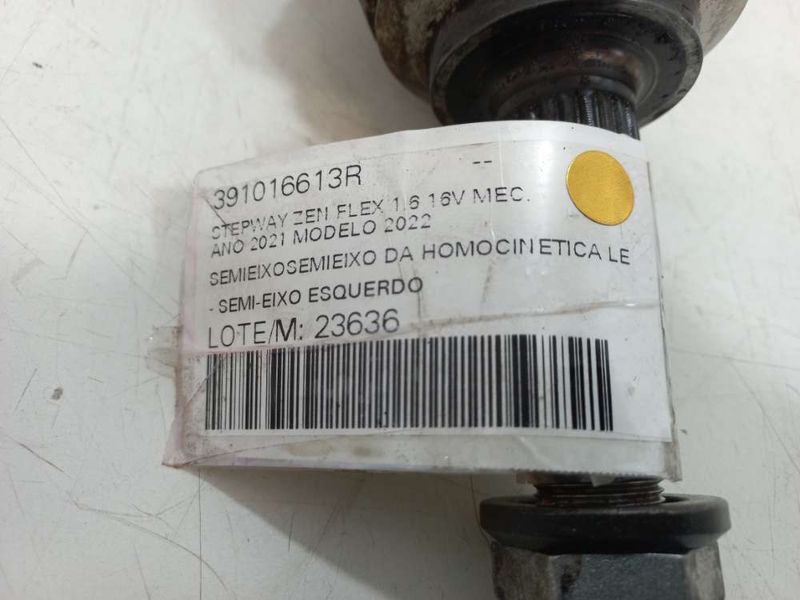 --
391016613R
STEPWAY ZEN FLEX 1.6 16V MEC.
ANO 2021 MODELO 2022
SEMIEIXOSEMIEIXO DA HOMOCINETICA LE
- SEMI-EIXO ESQUERDO
LOTE/M: 23636